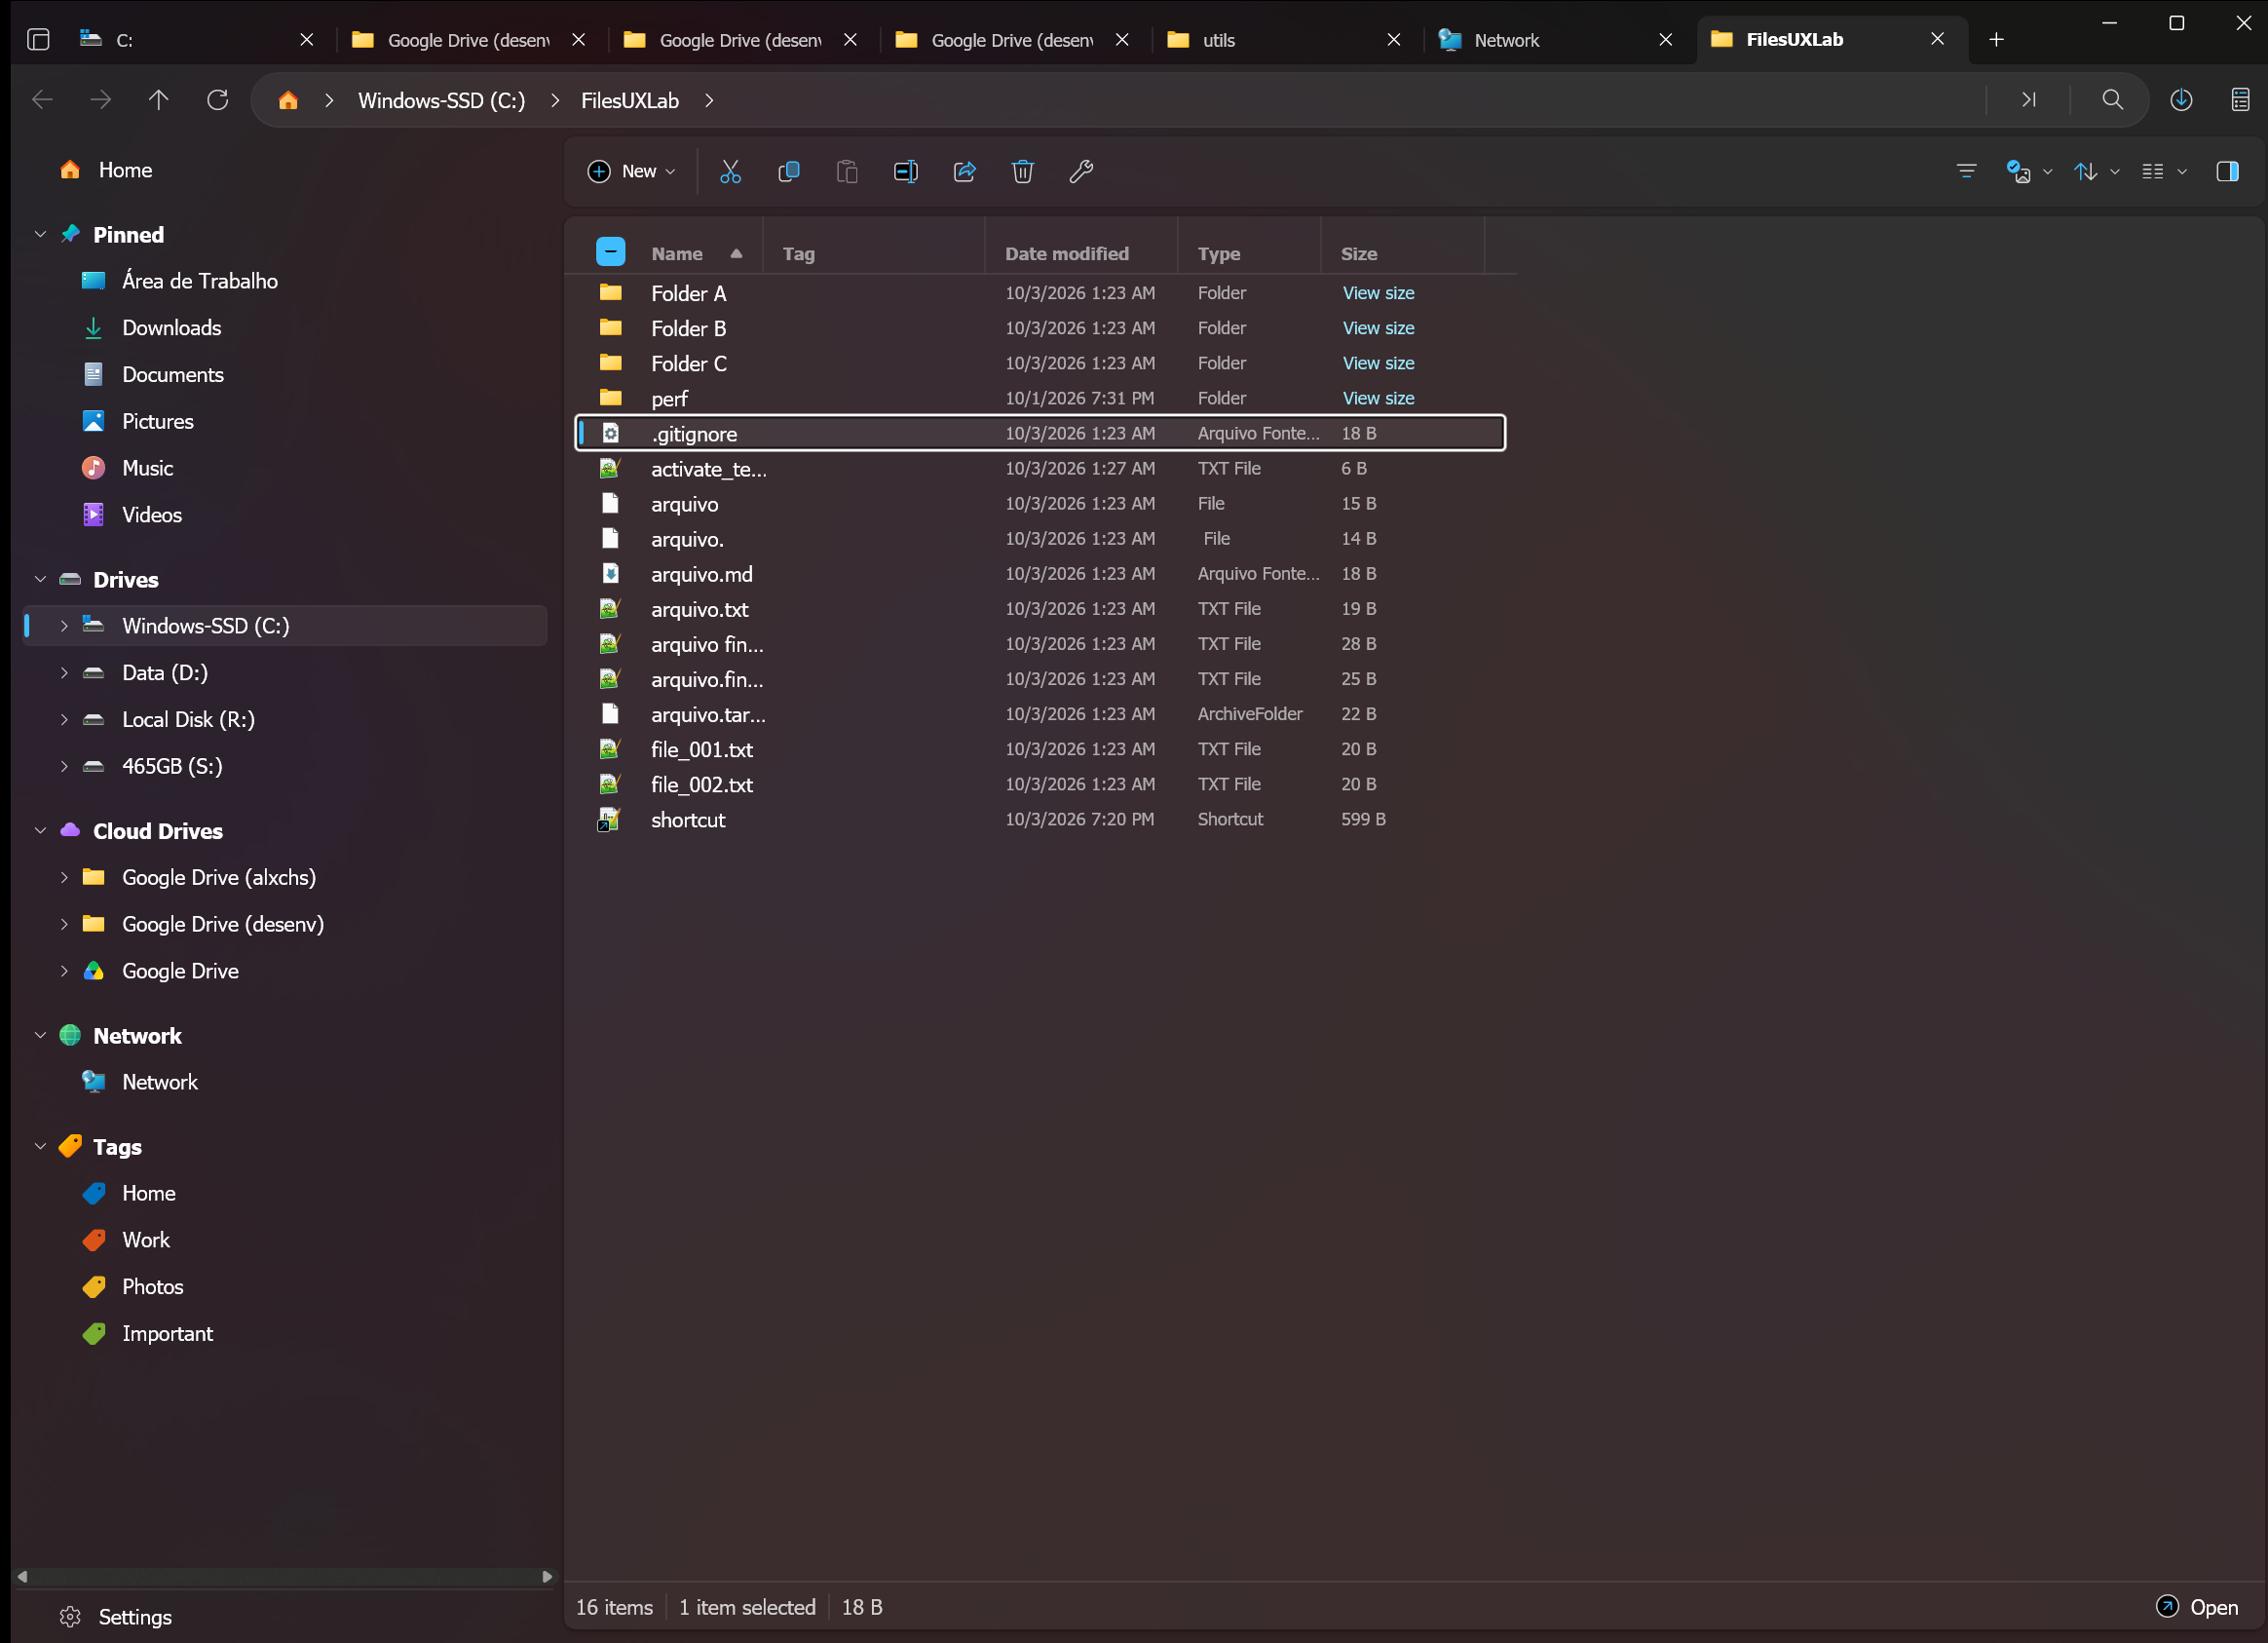 C:
Google Drive (desen
Google Drive (desen
Google Drive (desen
utils
Network
FilesUXLab
Windows-SSD (C:)
FilesUXLab
Home
Pinned
Área de Trabalho
Downloads
Documents
Pictures
Music
Videos
Drives
Windows-SSD (C:)
Data (D:)
Local Disk (R:)
465GB (S:)
Cloud Drives
Google Drive (alxchs)
Google Drive (desenv)
Google Drive
Network
Network
Tags
Home
Work
Photos
Important
Settings
New
Name Tag Date modified Type Size
Folder A 10/3/2026 1:23 AM Folder View size
Folder B 10/3/2026 1:23 AM Folder View size
Folder C 10/3/2026 1:23 AM Folder View size
perf 10/1/2026 7:31 PM Folder View size
.gitignore 10/3/2026 1:23 AM Arquivo Fonte... 18 B
activate_te... 10/3/2026 1:27 AM TXT File 6 B
arquivo 10/3/2026 1:23 AM File 15 B
arquivo. 10/3/2026 1:23 AM File 14 B
arquivo.md 10/3/2026 1:23 AM Arquivo Fonte... 18 B
arquivo.txt 10/3/2026 1:23 AM TXT File 19 B
arquivo fin... 10/3/2026 1:23 AM TXT File 28 B
arquivo.fin... 10/3/2026 1:23 AM TXT File 25 B
arquivo.tar... 10/3/2026 1:23 AM ArchiveFolder 22 B
file_001.txt 10/3/2026 1:23 AM TXT File 20 B
file_002.txt 10/3/2026 1:23 AM TXT File 20 B
shortcut 10/3/2026 7:20 PM Shortcut 599 B
16 items 1 item selected 18 B
Open